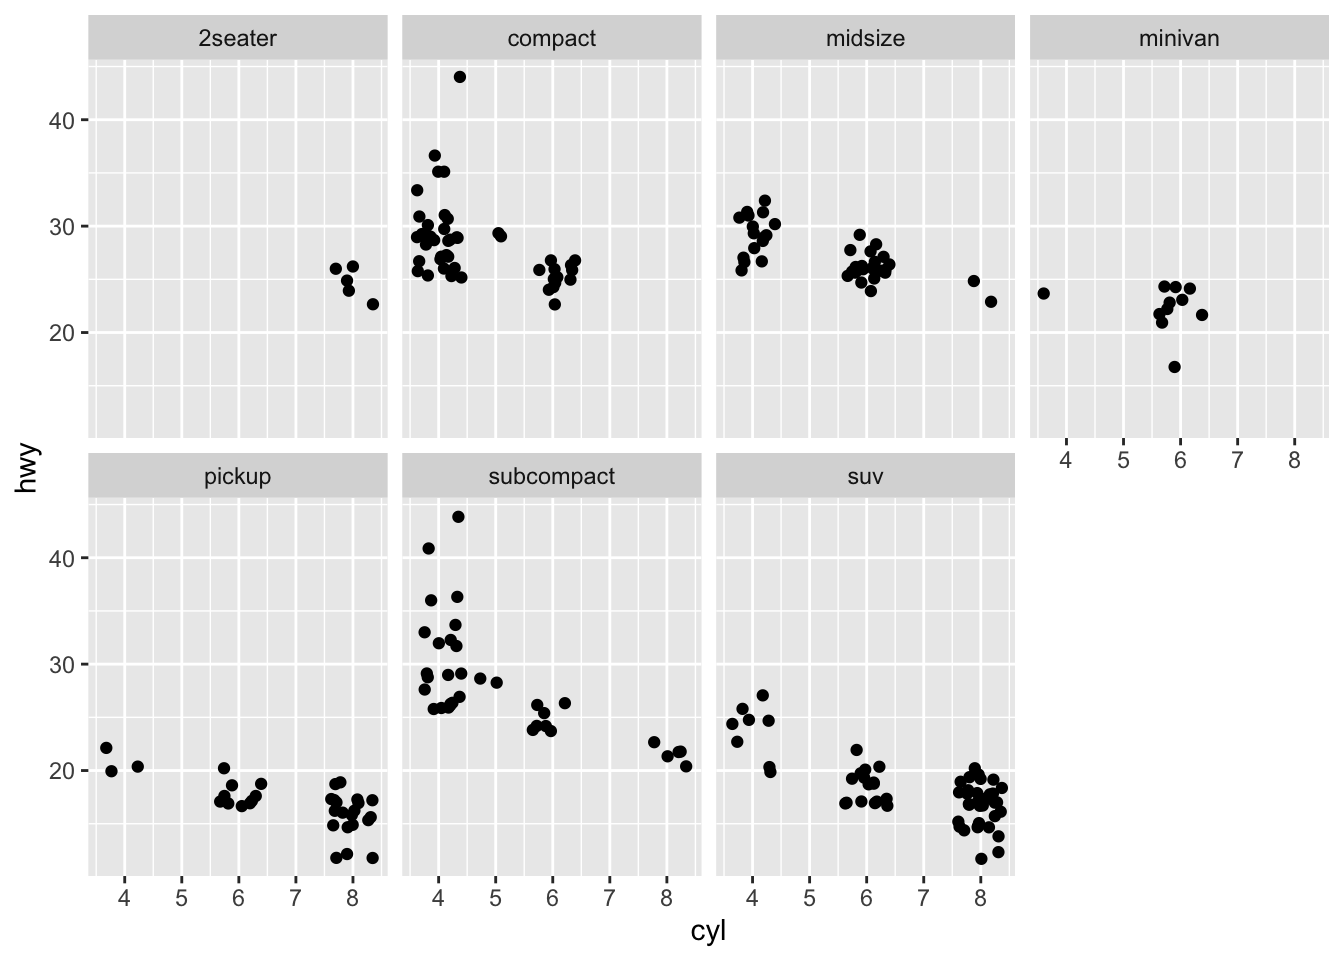 2seater compact midsize minivan
40
30
20
4 5 6 7 8
hwy
pickup subcompact suv
40
30
20
4 5 6 7 8 4 5 6 7 8 4 5 6 7 8
cyl